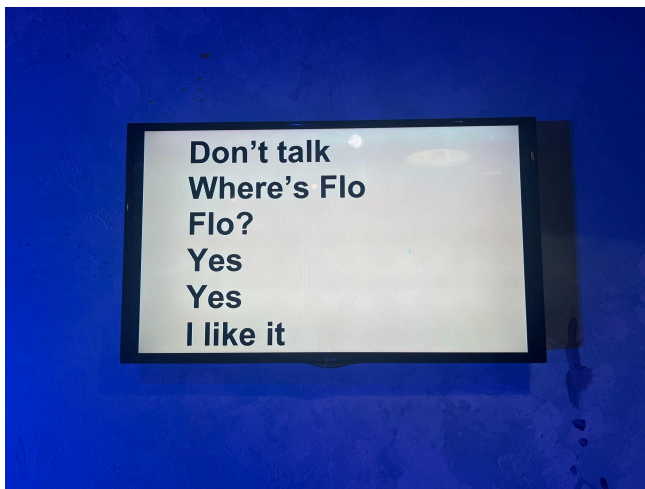 Don't talk
Where's Flo
Flo?
Yes
Yes
I like it